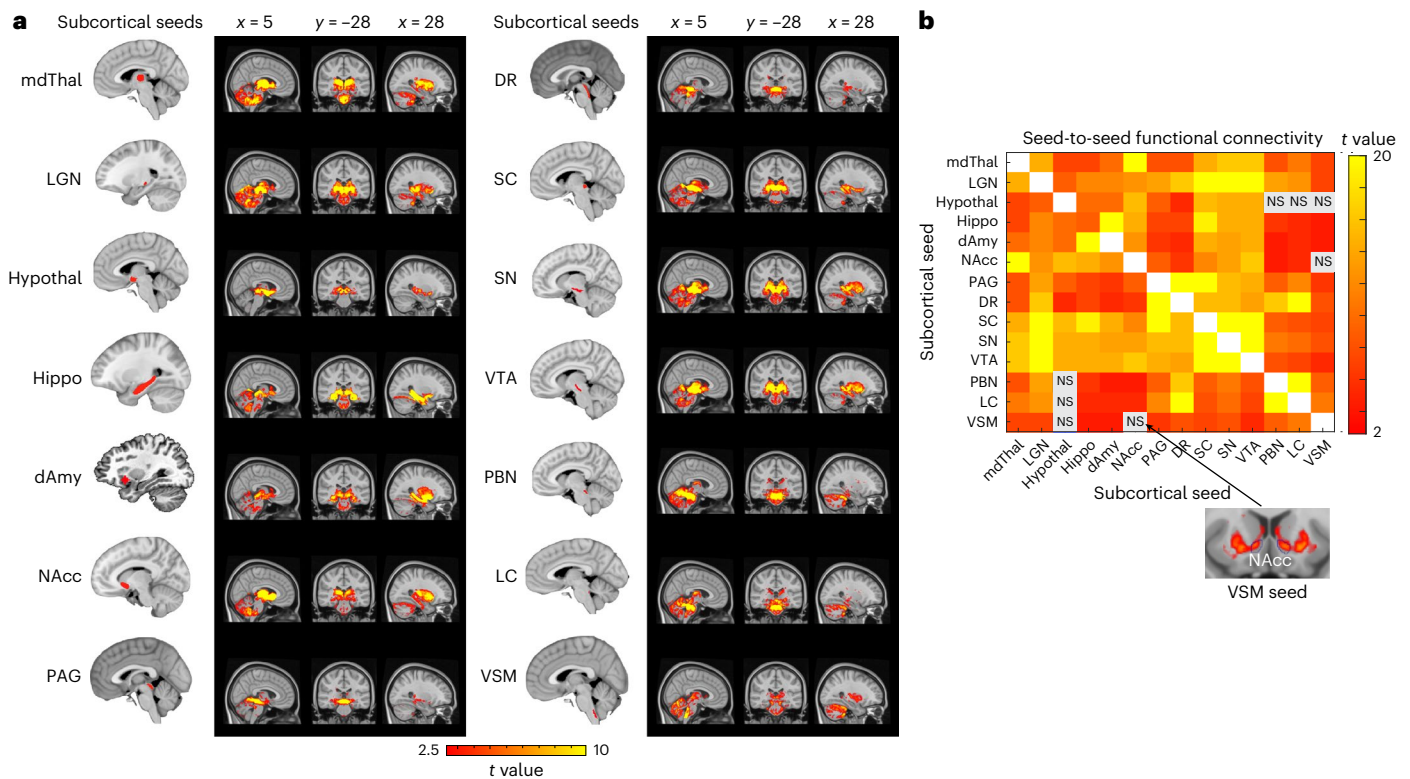 a
Subcortical seeds x = 5 y = –28 x = 28
mdThal
LGN
Hypothal
Hippo
dAmy
NAcc
PAG
Subcortical seeds x = 5 y = –28 x = 28
DR
SC
SN
VTA
PBN
LC
VSM
2.5 10
t value
b
Seed-to-seed functional connectivity
t value
20
2
Subcortical seed
mdThal
LGN
Hypothal NS NS NS
Hippo
dAmy
NAcc NS
PAG
DR
SC
SN
VTA
PBN NS
LC NS
VSM NS NS
mdThal LGN Hypothal Hippo dAmy NAcc PAG DR SC SN VTA PBN LC VSM
Subcortical seed
NAcc
VSM seed